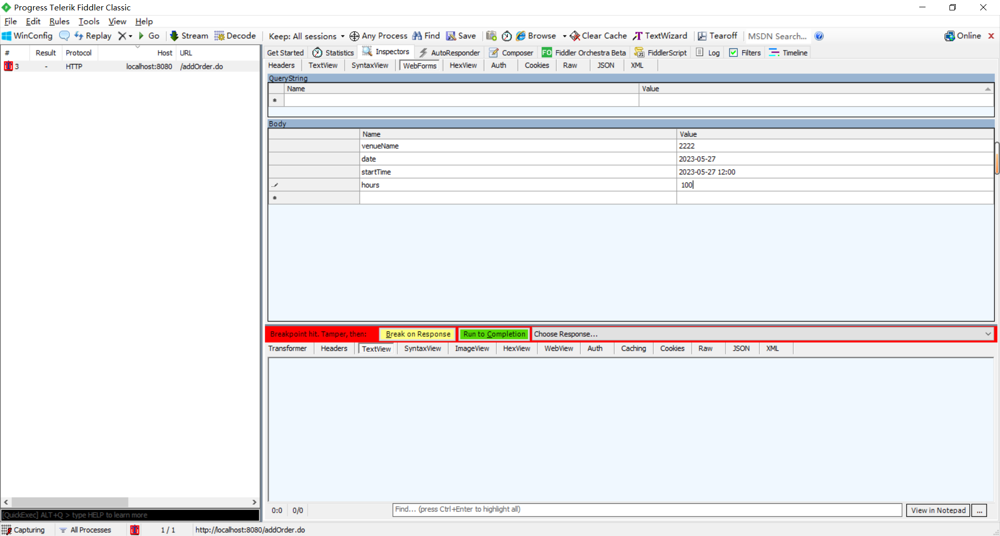 Progress Telerik Fiddler Classic
File Edit Rules Tools View Help
WinConfig Replay Go Stream Decode Keep: All sessions Any Process Find Save Browse Clear Cache TextWizard Tearoff MSDN Search... Online
# Result Protocol Host URL
3 - HTTP localhost:8080 /addOrder.do
Get Started Statistics Inspectors AutoResponder Composer FO Fiddler Orchestra Beta FiddlerScript Log Filters Timeline
Headers TextView SyntaxView WebForms HexView Auth Cookies Raw JSON XML
QueryString
Name Value
*
Body
Name Value
venueName 2222
date 2023-05-27
startTime 2023-05-27 12:00
hours 100
*
Breakpoint hit. Tamper, then: Break on Response Run to Completion Choose Response...
Transformer Headers TextView SyntaxView ImageView HexView WebView Auth Caching Cookies Raw JSON XML
0:0 0/0 Find... (press Ctrl+Enter to highlight all) View in Notepad ...
[QuickExec] ALT+Q > type HELP to learn more
Capturing All Processes 1 / 1 http://localhost:8080/addOrder.do